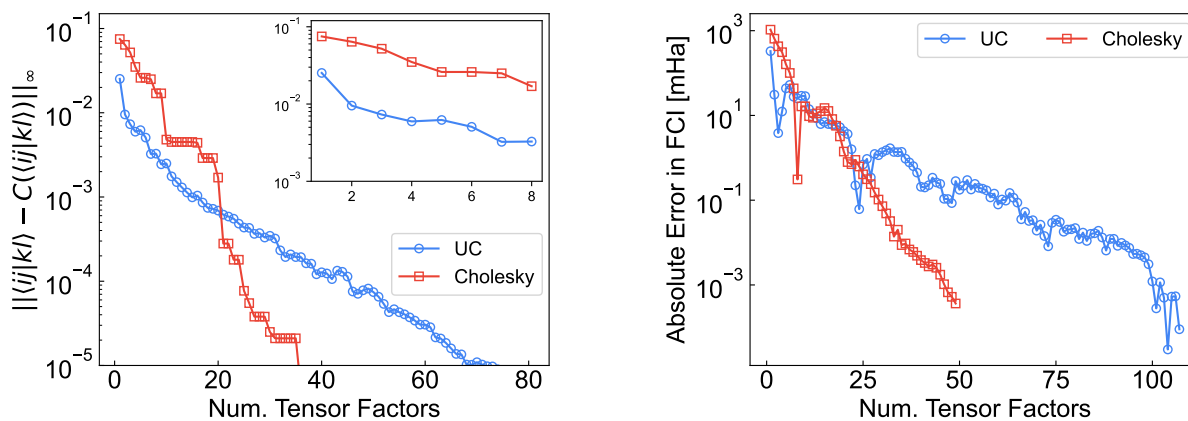 10⁻¹
10⁻²
10⁻³
10⁻⁴
10⁻⁵
||⟨ij|kl⟩ − C(⟨ij|kl⟩)||∞
0 20 40 60 80
Num. Tensor Factors
UC
Cholesky
10⁻¹
10⁻²
10⁻³
2 4 6 8
10³
10¹
10⁻¹
10⁻³
Absolute Error in FCI [mHa]
0 25 50 75 100
Num. Tensor Factors
UC Cholesky